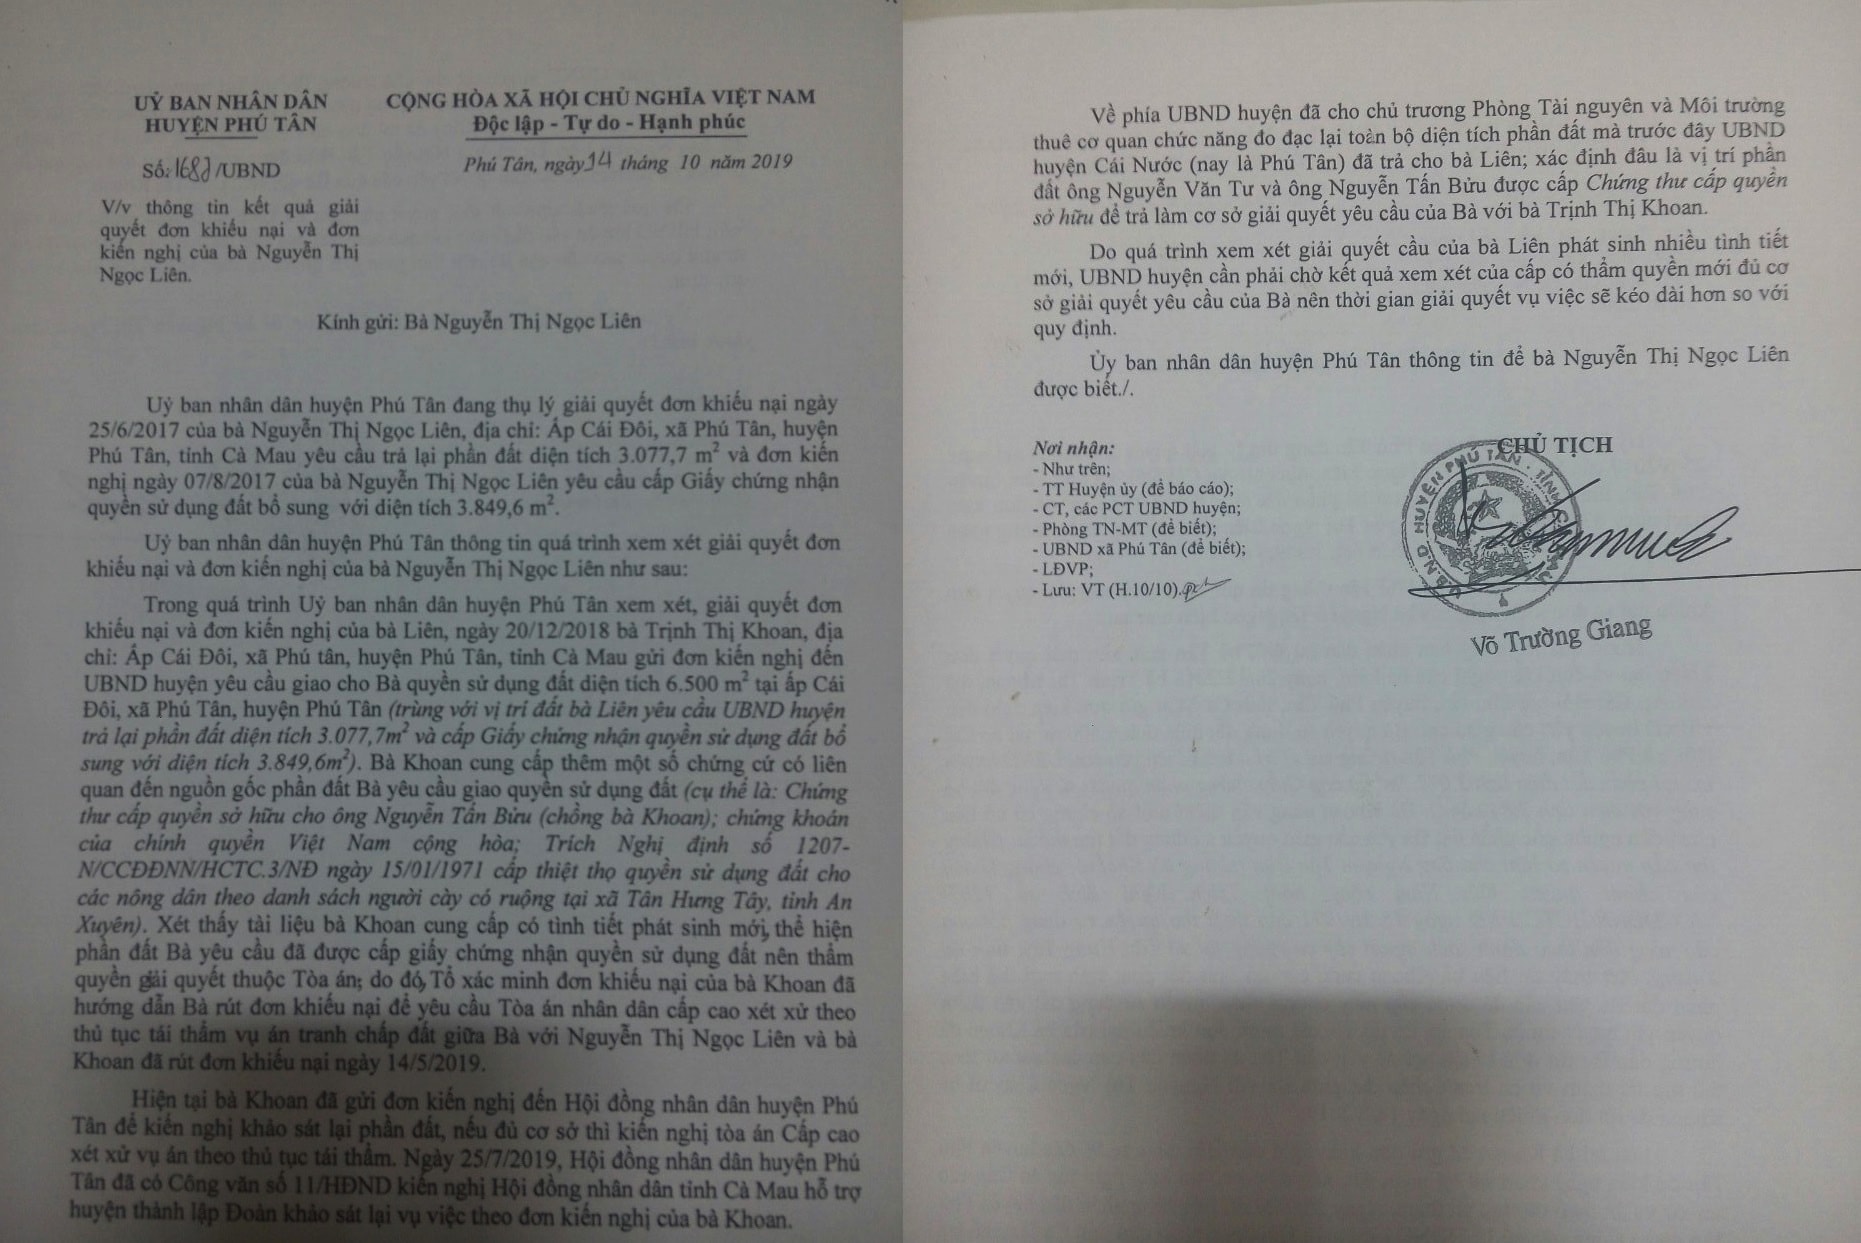 UỶ BAN NHÂN DÂN
HUYỆN PHÚ TÂN
CỘNG HÒA XÃ HỘI CHỦ NGHĨA VIỆT NAM
Độc lập - Tự do - Hạnh phúc
Số: /UBND
Phú Tân, ngày 14 tháng 10 năm 2019
V/v thông tin kết quả giải
quyết đơn khiếu nại và đơn
kiến nghị của bà Nguyễn Thị
Ngọc Liên.
Kính gửi: Bà Nguyễn Thị Ngọc Liên
Uỷ ban nhân dân huyện Phú Tân đang thụ lý giải quyết đơn khiếu nại ngày
25/6/2017 của bà Nguyễn Thị Ngọc Liên, địa chỉ: Ấp Cái Đôi, xã Phú Tân, huyện
Phú Tân, tỉnh Cà Mau yêu cầu trả lại phần đất diện tích 3.077,7 m² và đơn kiến
nghị ngày 07/8/2017 của bà Nguyễn Thị Ngọc Liên yêu cầu cấp Giấy chứng nhận
quyền sử dụng đất bổ sung với diện tích 3.849,6 m².
Uỷ ban nhân dân huyện Phú Tân thông tin quá trình xem xét giải quyết đơn
khiếu nại và đơn kiến nghị của bà Nguyễn Thị Ngọc Liên như sau:
Trong quá trình Uỷ ban nhân dân huyện Phú Tân xem xét, giải quyết đơn
khiếu nại và đơn kiến nghị của bà Liên, ngày 20/12/2018 bà Trịnh Thị Khoan, địa
chỉ: Ấp Cái Đôi, xã Phú tân, huyện Phú Tân, tỉnh Cà Mau gửi đơn kiến nghị đến
UBND huyện yêu cầu giao cho Bà quyền sử dụng đất diện tích 6.500 m² tại ấp Cái
Đôi, xã Phú Tân, huyện Phú Tân (trùng với vị trí đất bà Liên yêu cầu UBND huyện
trả lại phần đất diện tích 3.077,7m² và cấp Giấy chứng nhận quyền sử dụng đất bổ
sung với diện tích 3.849,6m²). Bà Khoan cung cấp thêm một số chứng cứ có liên
quan đến nguồn gốc phần đất Bà yêu cầu giao quyền sử dụng đất (cụ thể là: Chứng
thư cấp quyền sở hữu cho ông Nguyễn Tấn Bửu (chồng bà Khoan); chứng khoán
của chính quyền Việt Nam cộng hòa; Trích Nghị định số 1207-
N/CCĐĐNN/HCTC.3/NĐ ngày 15/01/1971 cấp thiệt thọ quyền sử dụng đất cho
các nông dân theo danh sách người cày có ruộng tại xã Tân Hưng Tây, tỉnh An
Xuyên). Xét thấy tài liệu bà Khoan cung cấp có tình tiết phát sinh mới, thể hiện
phần đất Bà yêu cầu đã được cấp giấy chứng nhận quyền sử dụng đất nên thẩm
quyền giải quyết thuộc Tòa án; do đó, Tổ xác minh đơn khiếu nại của bà Khoan đã
hướng dẫn Bà rút đơn khiếu nại để yêu cầu Tòa án nhân dân cấp cao xét xử theo
thủ tục tái thẩm vụ án tranh chấp đất giữa Bà với Nguyễn Thị Ngọc Liên và bà
Khoan đã rút đơn khiếu nại ngày 14/5/2019.
Hiện tại bà Khoan đã gửi đơn kiến nghị đến Hội đồng nhân dân huyện Phú
Tân để kiến nghị khảo sát lại phần đất, nếu đủ cơ sở thì kiến nghị tòa án Cấp cao
xét xử vụ án theo thủ tục tái thẩm. Ngày 25/7/2019, Hội đồng nhân dân huyện Phú
Tân đã có Công văn số 11/HĐND kiến nghị Hội đồng nhân dân tỉnh Cà Mau hỗ trợ
huyện thành lập Đoàn khảo sát lại vụ việc theo đơn kiến nghị của bà Khoan.
Về phía UBND huyện đã cho chủ trương Phòng Tài nguyên và Môi trường
thuê cơ quan chức năng đo đạc lại toàn bộ diện tích phần đất mà trước đây UBND
huyện Cái Nước (nay là Phú Tân) đã trả cho bà Liên; xác định đâu là vị trí phần
đất ông Nguyễn Văn Tư và ông Nguyễn Tấn Bửu được cấp Chứng thư cấp quyền
sở hữu để trả làm cơ sở giải quyết yêu cầu của Bà với bà Trịnh Thị Khoan.
Do quá trình xem xét giải quyết cầu của bà Liên phát sinh nhiều tình tiết
mới, UBND huyện cần phải chờ kết quả xem xét của cấp có thẩm quyền mới đủ cơ
sở giải quyết yêu cầu của Bà nên thời gian giải quyết vụ việc sẽ kéo dài hơn so với
quy định.
Ủy ban nhân dân huyện Phú Tân thông tin để bà Nguyễn Thị Ngọc Liên
được biết./.
Nơi nhận:
- Như trên;
- TT Huyện ủy (để báo cáo);
- CT, các PCT UBND huyện;
- Phòng TN-MT (để biết);
- UBND xã Phú Tân (để biết);
- LĐVP;
- Lưu: VT (H.10/10).
CHỦ TỊCH
U.B.N.D HUYỆN PHÚ TÂN - TỈNH CÀ MAU
Võ Trường Giang